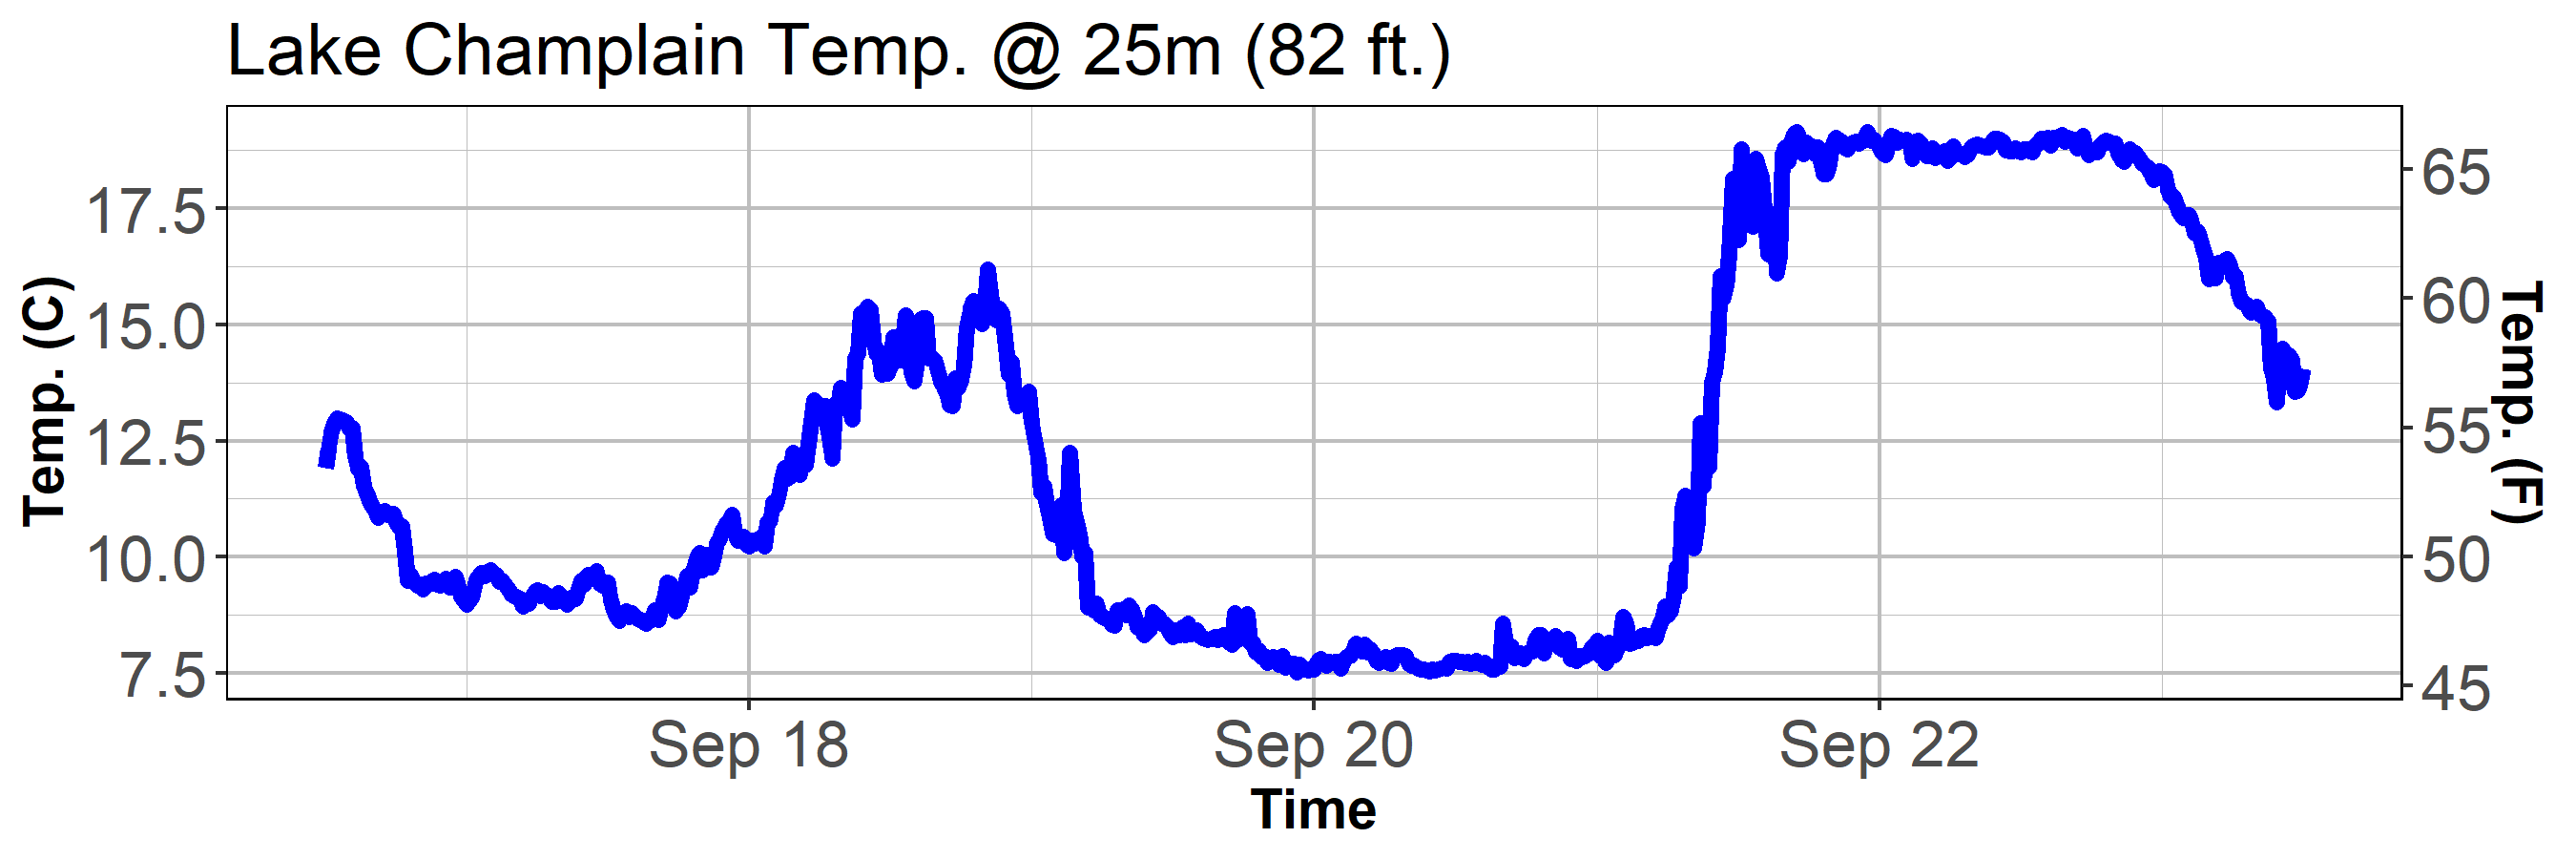 Lake Champlain Temp. @ 25m (82 ft.)
Temp. (C)
17.5
15.0
12.5
10.0
7.5
65
60
55
50
45
Temp. (F)
Sep 18 Sep 20 Sep 22
Time